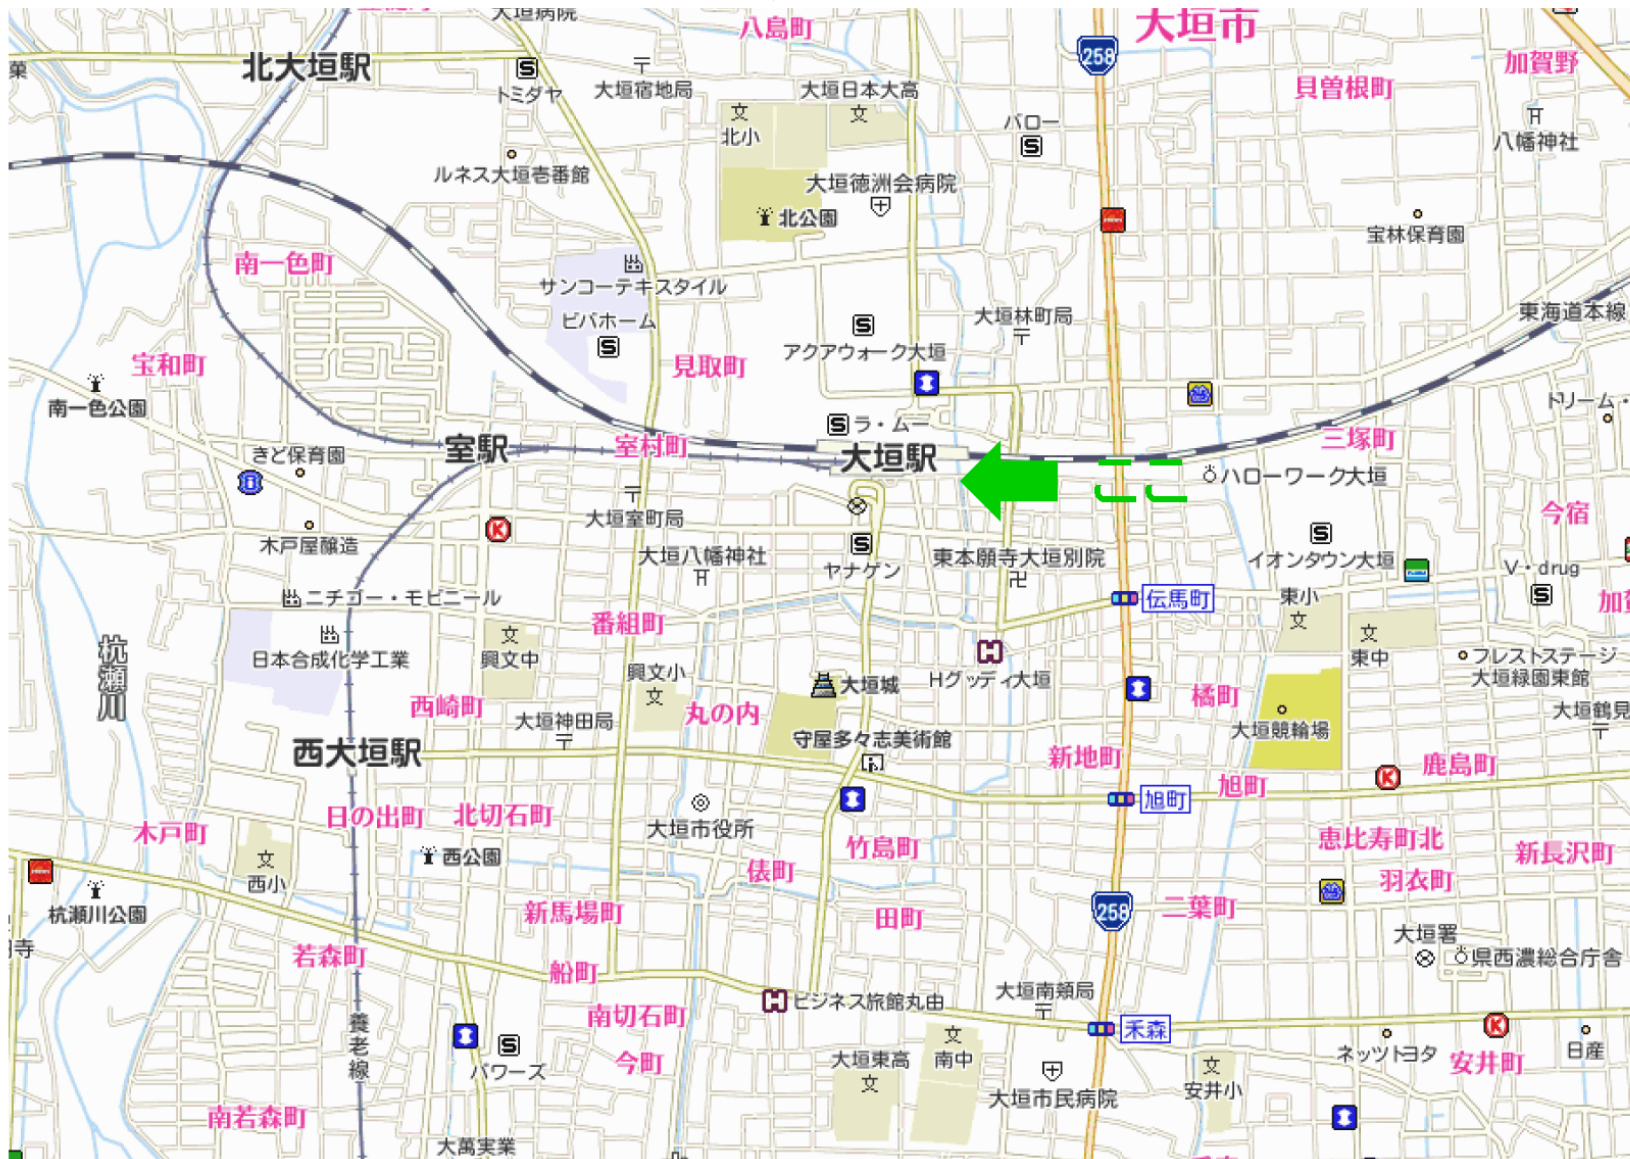 大垣病院
八島町
大垣市
258
加賀野
北大垣駅
トミダヤ
大垣宿地局
大垣日本大高
貝曽根町
北小
バロー
八幡神社
ルネス大垣壱番館
大垣徳洲会病院
北公園
宝林保育園
南一色町
サンコーテキスタイル
ビバホーム
大垣林町局
東海道本線
アクアウォーク大垣
宝和町
見取町
南一色公園
ドリーム・
ラ・ムー
三塚町
室駅
室村町
大垣駅
きど保育園
ハローワーク大垣
大垣室町局
今宿
木戸屋醸造
大垣八幡神社
ヤナゲン
東本願寺大垣別院
イオンタウン大垣
V・drug
ニチゴー・モビニール
伝馬町
東小
番組町
杭瀬川
日本合成化学工業
興文中
興文小
東中
フレストステージ
大垣緑園東館
大垣城
Hグッディ大垣
西崎町
大垣神田局
丸の内
橘町
大垣鶴見
大垣競輪場
守屋多々志美術館
西大垣駅
新地町
鹿島町
旭町
旭町
日の出町
北切石町
大垣市役所
木戸町
竹島町
恵比寿町北
新長沢町
西公園
俵町
羽衣町
西小
杭瀬川公園
新馬場町
田町
258
二葉町
大垣署
県西濃総合庁舎
若森町
船町
大垣南頬局
ビジネス旅館丸由
南切石町
禾森
養老線
パワーズ
今町
大垣東高
南中
ネッツトヨタ
安井町
日産
大垣市民病院
安井小
南若森町
大萬実業